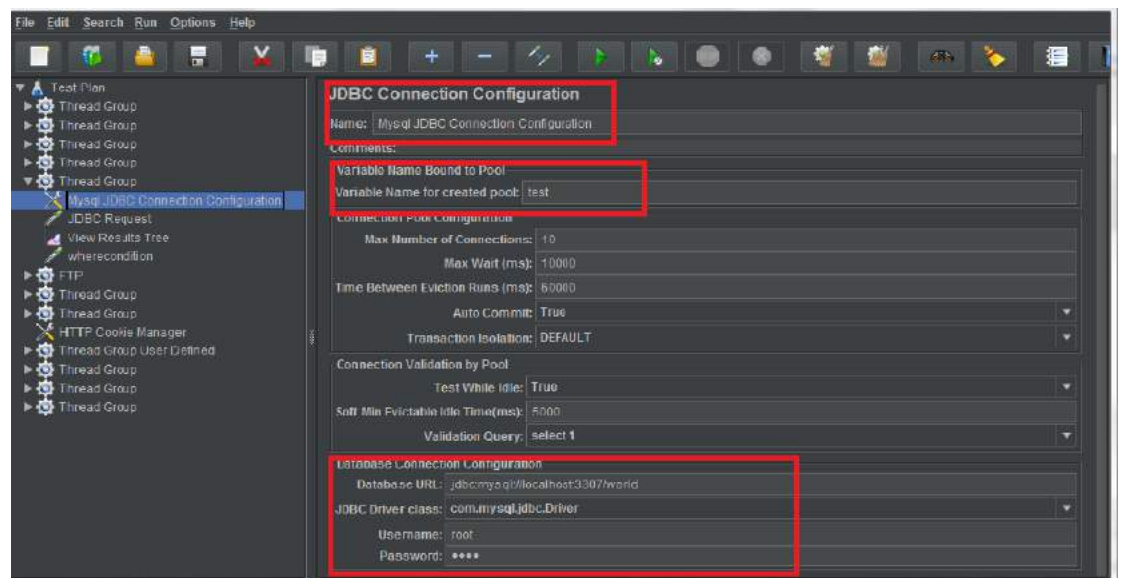 File Edit Search Run Options Help
Test Plan
Thread Group
Thread Group
Thread Group
Thread Group
Thread Group
Mysql JDBC Connection Configuration
JDBC Request
View Results Tree
wherecondition
FTP
Thread Group
Thread Group
HTTP Cookie Manager
Thread Group User Defined
Thread Group
Thread Group
Thread Group
JDBC Connection Configuration
Name: Mysql JDBC Connection Configuration
Comments:
Variable Name Bound to Pool
Variable Name for created pool: test
Connection Pool Configuration
Max Number of Connections: 10
Max Wait (ms): 10000
Time Between Eviction Runs (ms): 60000
Auto Commit: True
Transaction Isolation: DEFAULT
Connection Validation by Pool
Test While Idle: True
Soft Min Evictable Idle Time(ms): 5000
Validation Query: select 1
Database Connection Configuration
Database URL: jdbc:mysql://localhost:3307/world
JDBC Driver class: com.mysql.jdbc.Driver
Username: root
Password: ••••